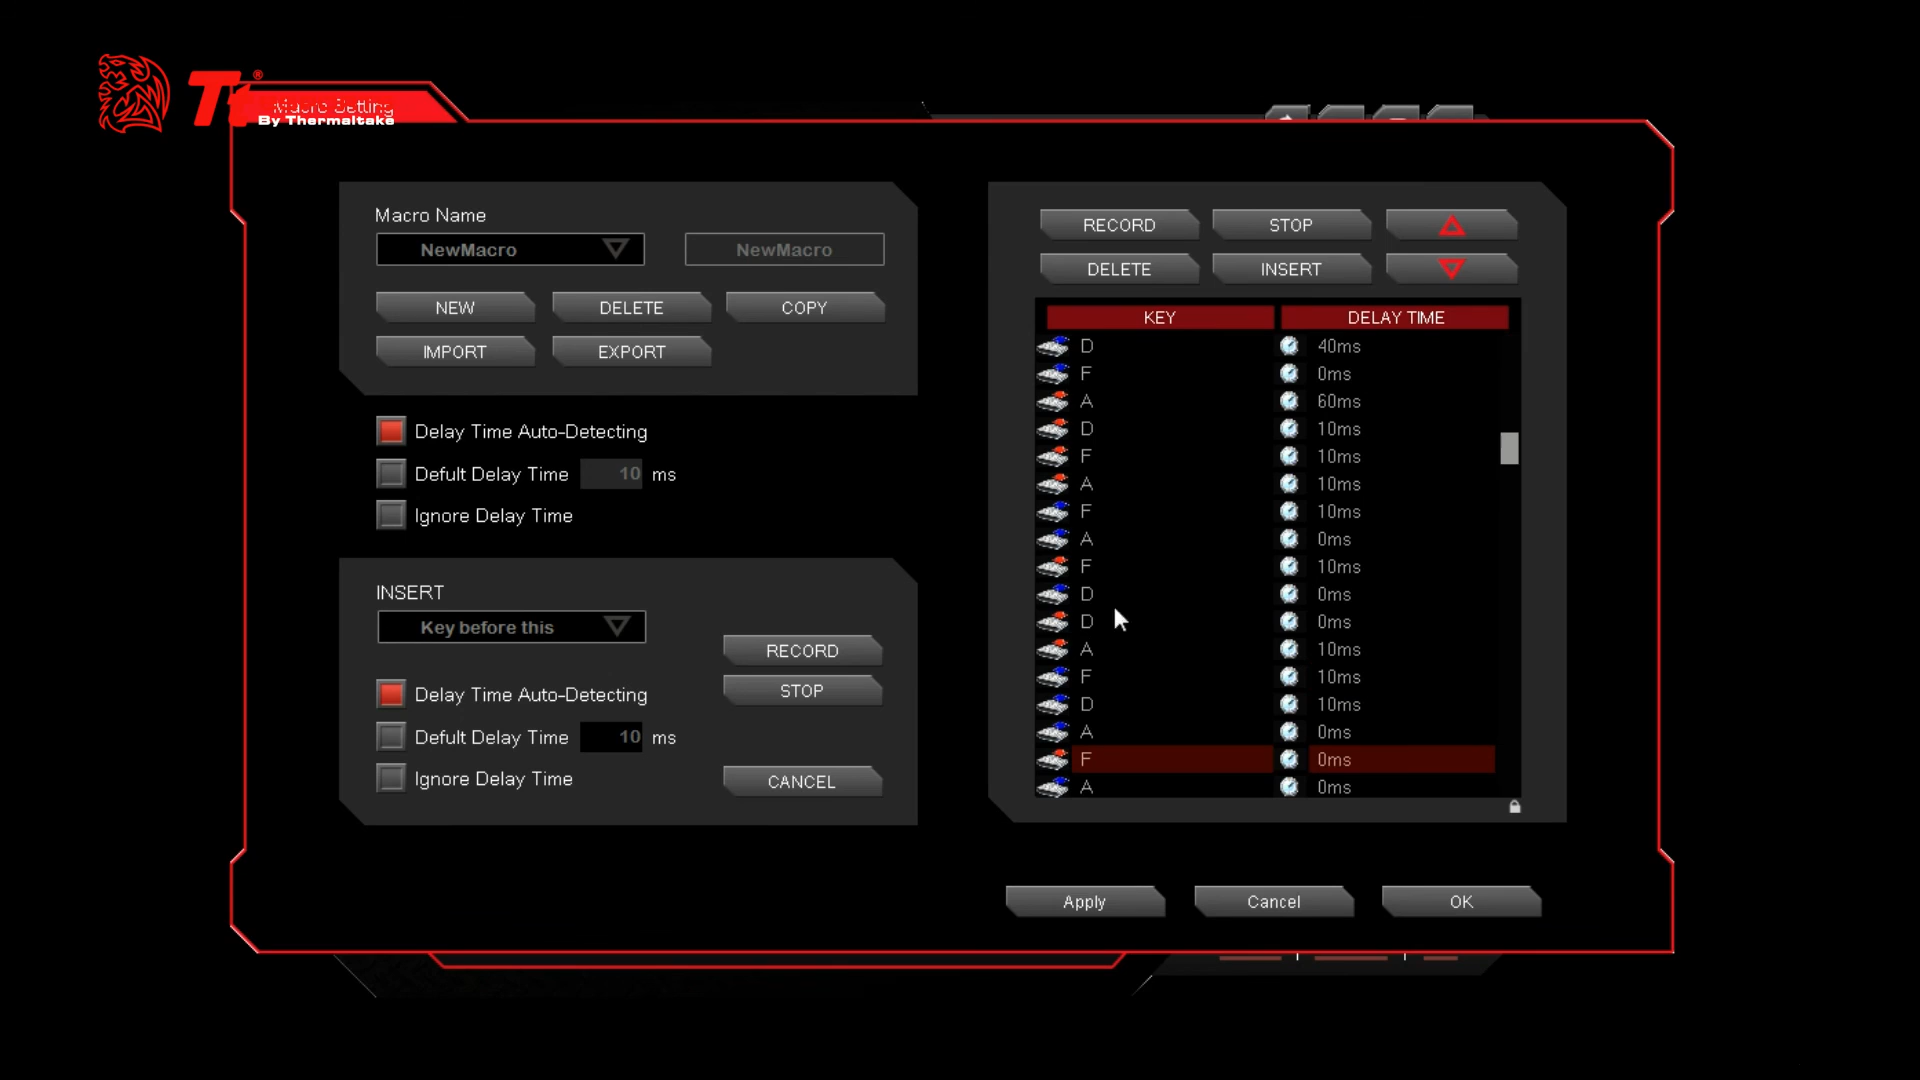 Tt®
Macro Setting
By Thermaltake
Macro Name
NewMacro
NewMacro
NEW
DELETE
COPY
IMPORT
EXPORT
Delay Time Auto-Detecting
Defult Delay Time 10 ms
Ignore Delay Time
INSERT
Key before this
RECORD
STOP
Delay Time Auto-Detecting
Defult Delay Time 10 ms
Ignore Delay Time
CANCEL
RECORD
STOP
DELETE
INSERT
KEY DELAY TIME
D 40ms
F 0ms
A 60ms
D 10ms
F 10ms
A 10ms
F 10ms
A 0ms
F 10ms
D 0ms
D 0ms
A 10ms
F 10ms
D 10ms
A 0ms
F 0ms
A 0ms
Apply
Cancel
OK